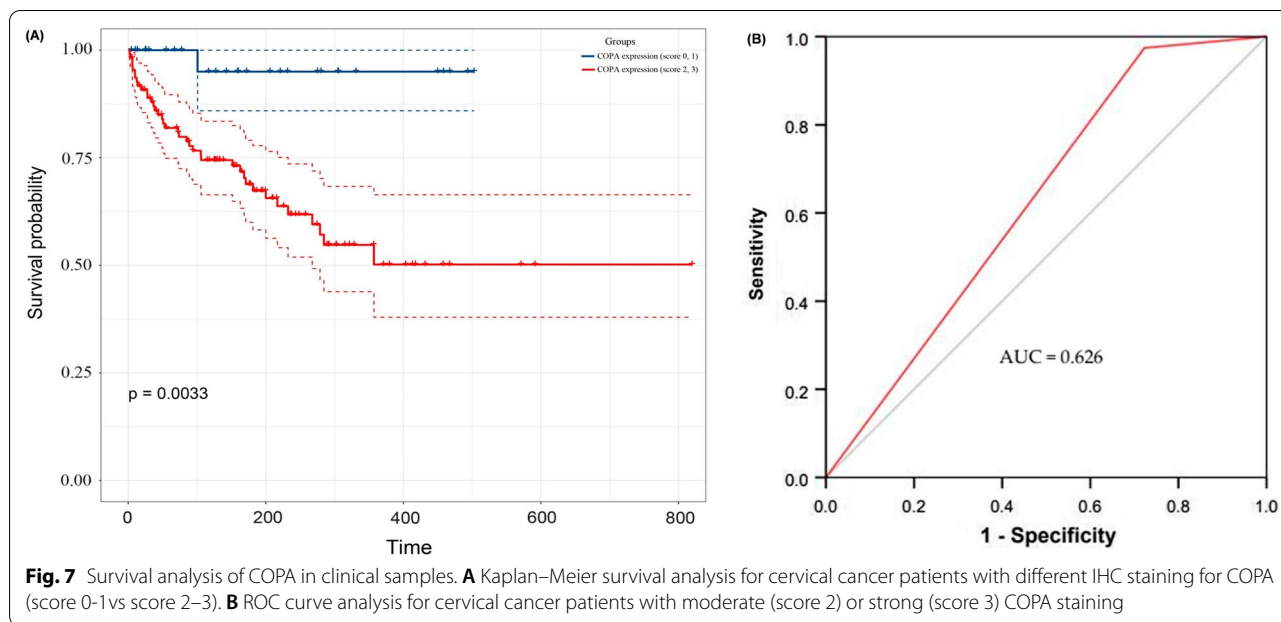 (A)
Groups
COPA expression (score 0, 1)
COPA expression (score 2, 3)
Survival probability
1.00
0.75
0.50
0.25
0.00
p = 0.0033
0 200 400 600 800
Time
(B)
Sensitivity
1.0
0.8
0.6
0.4
0.2
0.0
AUC = 0.626
0.0 0.2 0.4 0.6 0.8 1.0
1 - Specificity
Fig. 7 Survival analysis of COPA in clinical samples. A Kaplan–Meier survival analysis for cervical cancer patients with different IHC staining for COPA
(score 0-1vs score 2–3). B ROC curve analysis for cervical cancer patients with moderate (score 2) or strong (score 3) COPA staining